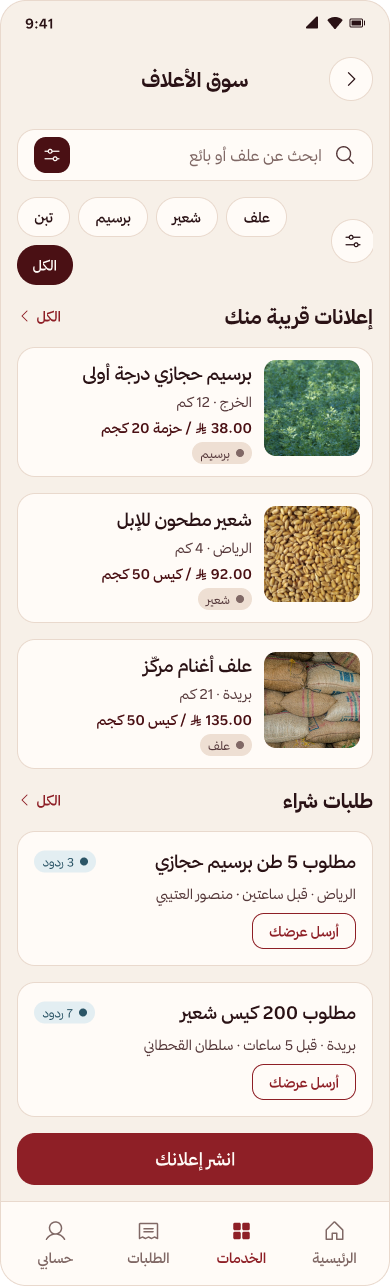 9:41
سوق الأعلاف
ابحث عن علف أو بائع
علف
شعير
برسيم
تبن
الكل
إعلانات قريبة منك
الكل
برسيم حجازي درجة أولى
الخرج · 12 كم
38.00 ⃁ / حزمة 20 كجم
برسيم
شعير مطحون للإبل
الرياض · 4 كم
92.00 ⃁ / كيس 50 كجم
شعير
علف أغنام مركّز
بريدة · 21 كم
135.00 ⃁ / كيس 50 كجم
علف
طلبات شراء
الكل
مطلوب 5 طن برسيم حجازي
3 ردود
الرياض · قبل ساعتين · منصور العتيبي
أرسل عرضك
مطلوب 200 كيس شعير
7 ردود
بريدة · قبل 5 ساعات · سلطان القحطاني
أرسل عرضك
انشر إعلانك
الرئيسية
الخدمات
الطلبات
حسابي